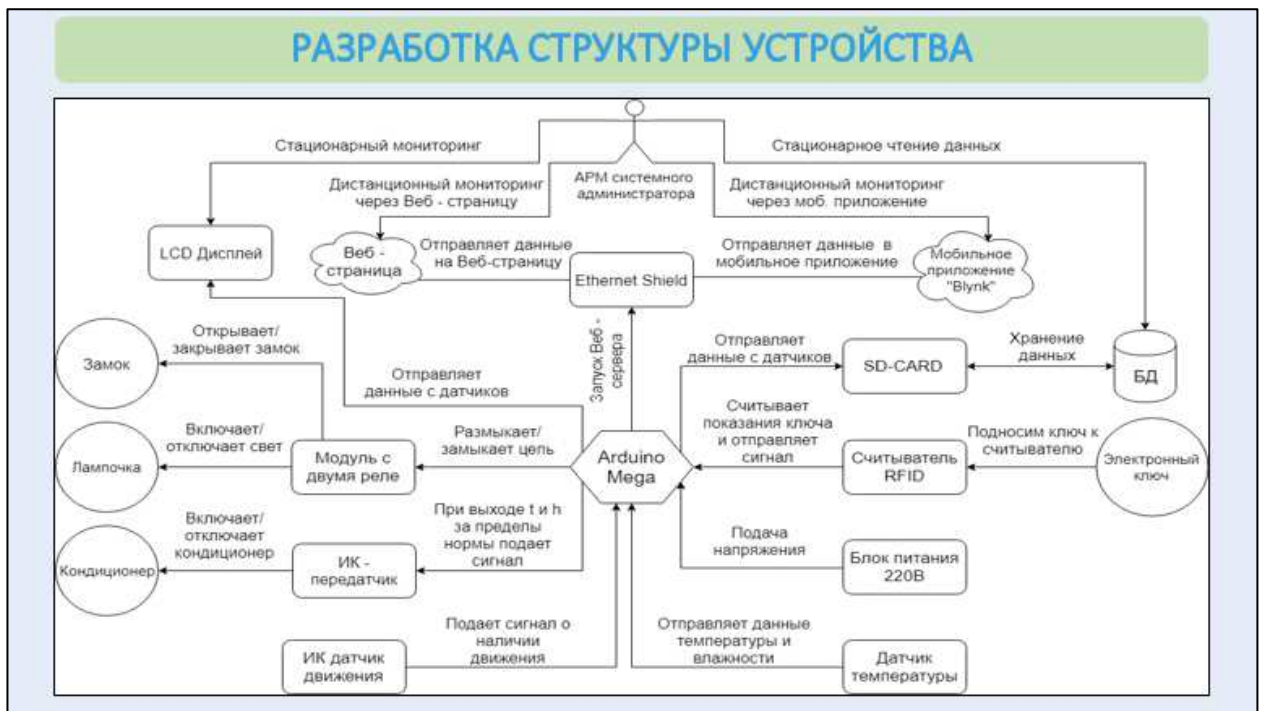 РАЗРАБОТКА СТРУКТУРЫ УСТРОЙСТВА
Стационарный мониторинг
Стационарное чтение данных
АРМ системного
администратора
Дистанционный мониторинг
через Веб - страницу
Дистанционный мониторинг
через моб. приложение
LCD Дисплей
Веб -
страница
Отправляет данные
на Веб-страницу
Ethernet Shield
Отправляет данные в
мобильное приложение
Мобильное
приложение
"Blynk"
Замок
Открывает/
закрывает замок
Отправляет
данные с датчиков
Запуск Веб -
сервера
Отправляет
данные с датчиков
SD-CARD
Хранение
данных
БД
Лампочка
Включает/
отключает свет
Модуль с
двумя реле
Размыкает/
замыкает цепь
Arduino
Mega
Считывает
показания ключа
и отправляет
сигнал
Считыватель
RFID
Подносим ключ к
считывателю
Электронный
ключ
Кондиционер
Включает/
отключает
кондиционер
ИК -
передатчик
При выходе t и h
за пределы
нормы подает
сигнал
Подача
напряжения
Блок питания
220В
ИК датчик
движения
Подает сигнал о
наличии
движения
Отправляет данные
температуры и
влажности
Датчик
температуры